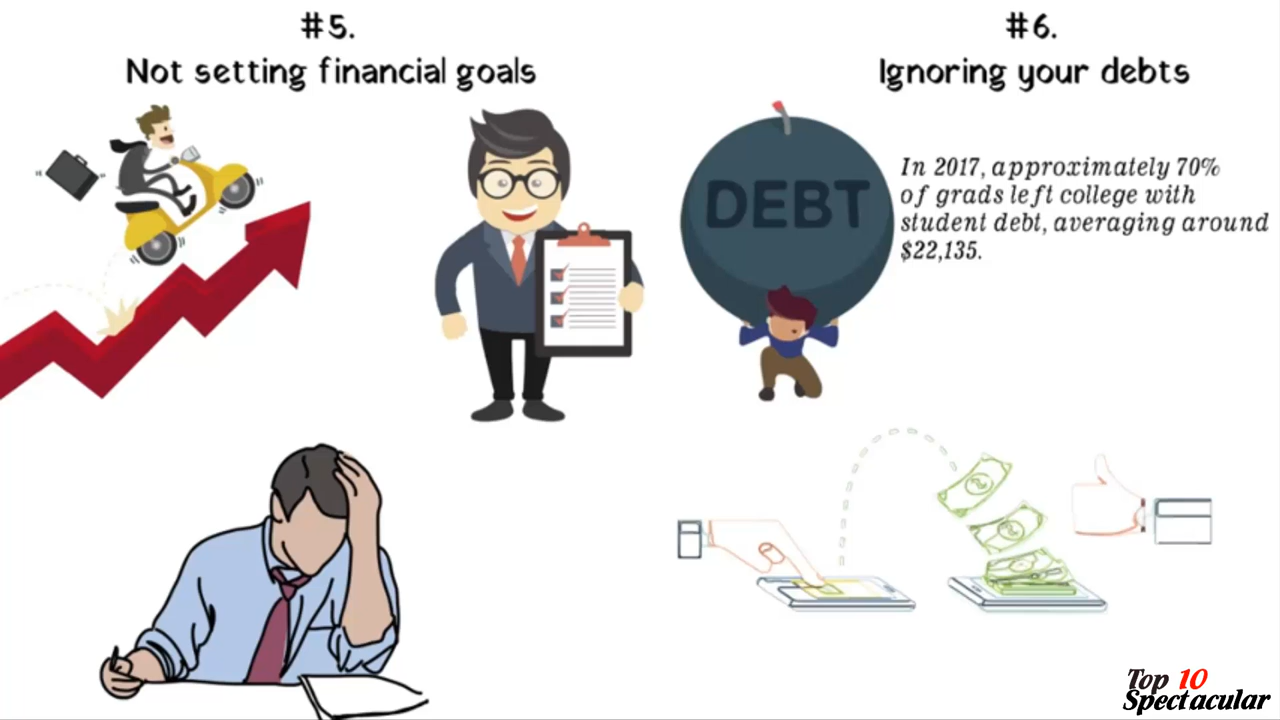 #5.
Not setting financial goals
#6.
Ignoring your debts
DEBT
In 2017, approximately 70%
of grads left college with
student debt, averaging around
$22,135.
Top 10
Spectacular